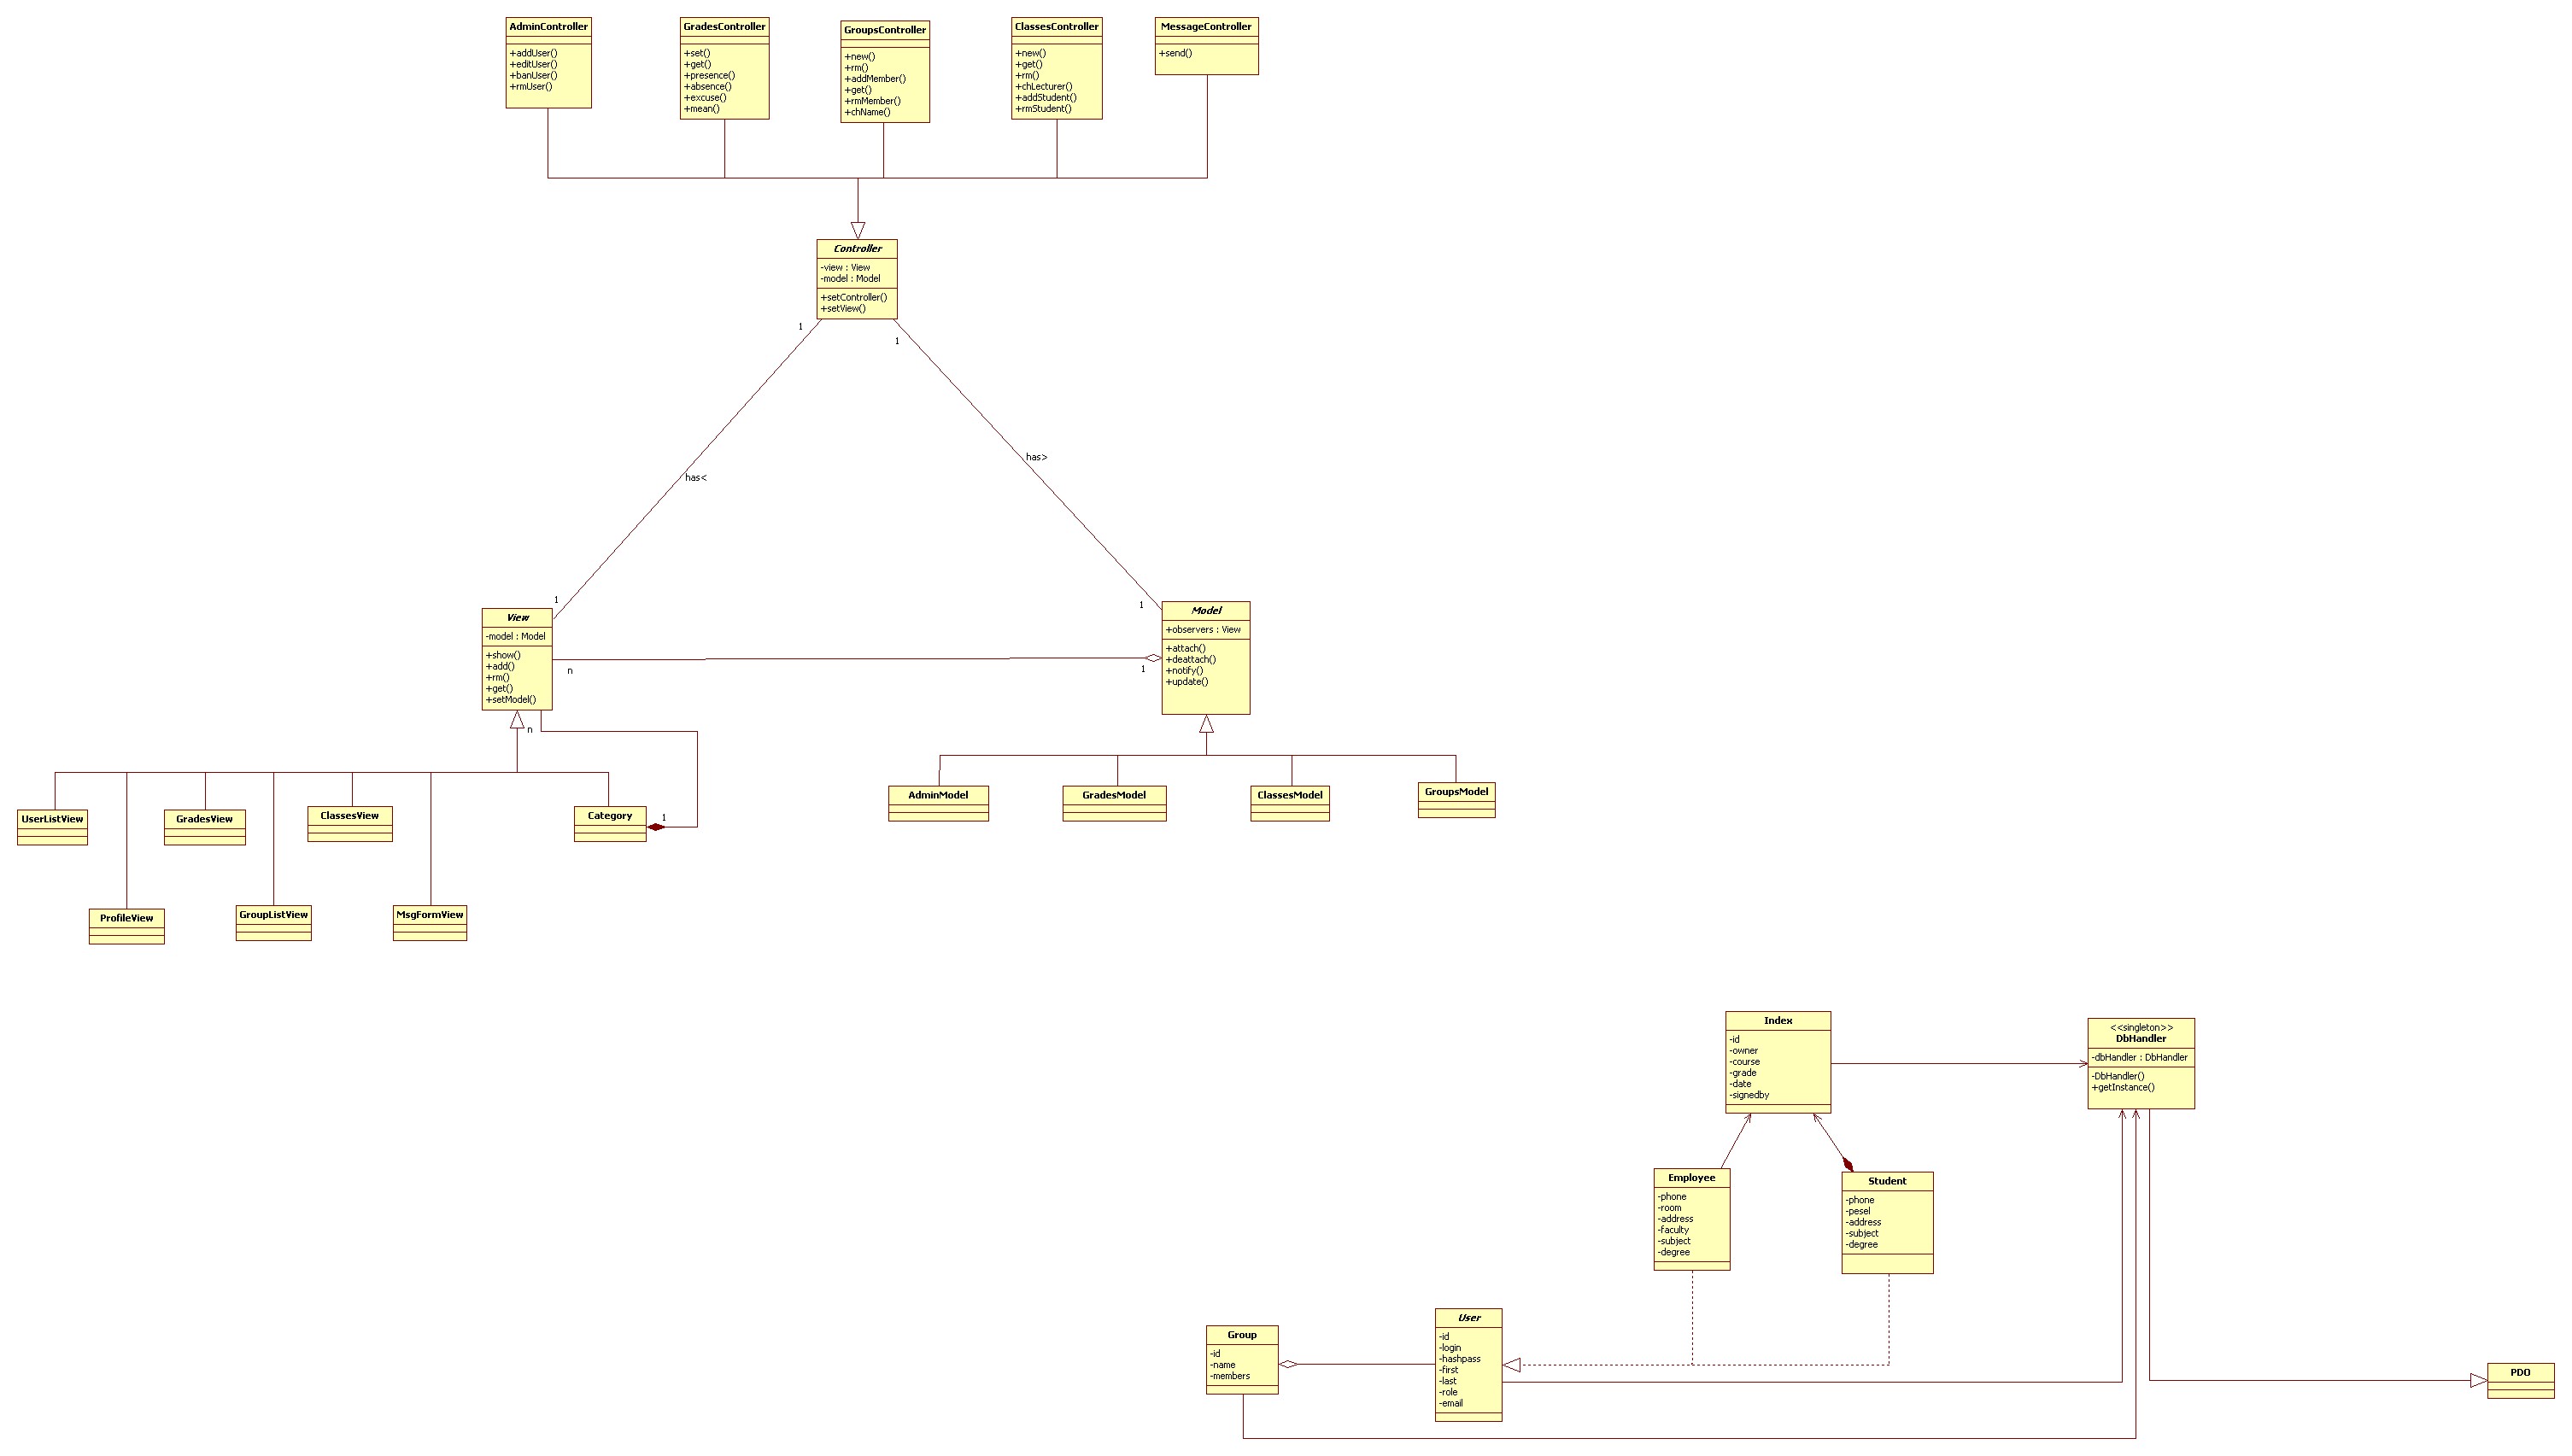 AdminController
+addUser()
+editUser()
+banUser()
+rmUser()
GradesController
+set()
+get()
+presence()
+absence()
+excuse()
+mean()
GroupsController
+new()
+rm()
+addMember()
+get()
+rmMember()
+chName()
ClassesController
+new()
+get()
+rm()
+chLecturer()
+addStudent()
+rmStudent()
MessageController
+send()
Controller
-view : View
-model : Model
+setController()
+setView()
1
1
has<
has>
1
1
View
-model : Model
+show()
+add()
+rm()
+get()
+setModel()
n
1
Model
+observers : View
+attach()
+deattach()
+notify()
+update()
n
1
UserListView
GradesView
ClassesView
Category
ProfileView
GroupListView
MsgFormView
AdminModel
GradesModel
ClassesModel
GroupsModel
Index
-id
-owner
-course
-grade
-date
-signedby
<<singleton>>
DbHandler
-dbHandler : DbHandler
-DbHandler()
+getInstance()
Employee
-phone
-room
-address
-faculty
-subject
-degree
Student
-phone
-pesel
-address
-subject
-degree
Group
-id
-name
-members
User
-id
-login
-hashpass
-first
-last
-role
-email
PDO